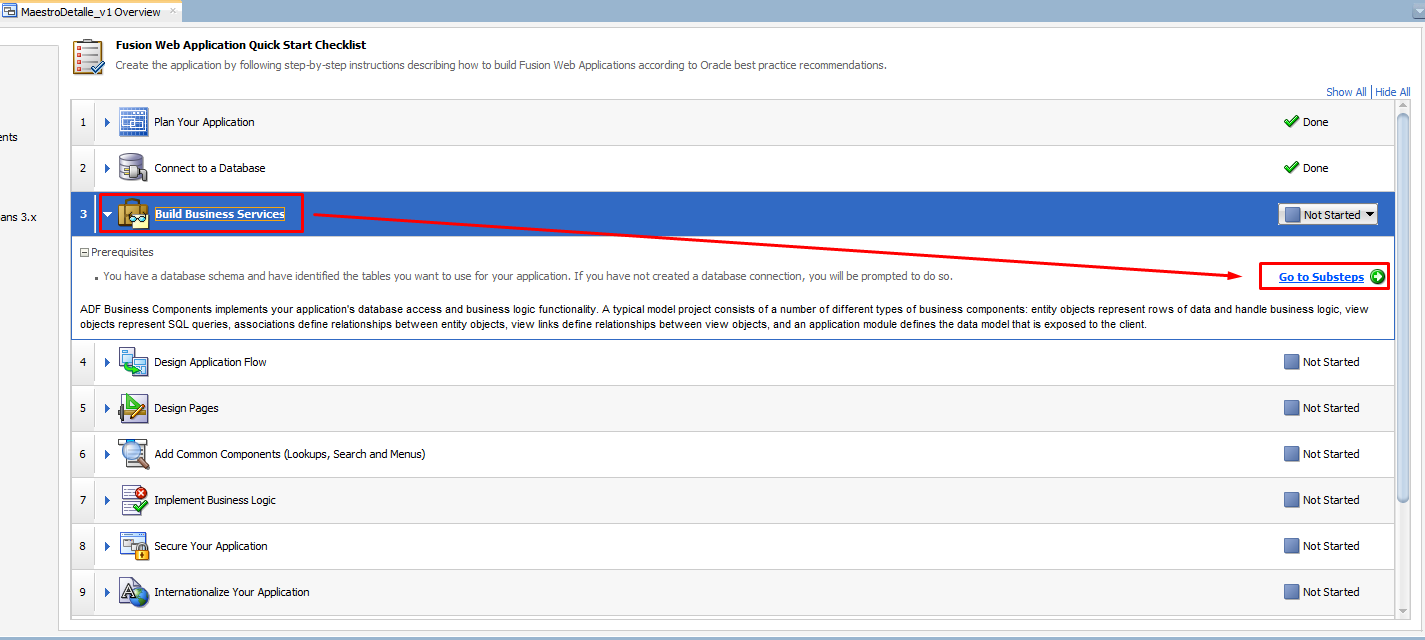 MaestroDetalle_v1 Overview
Fusion Web Application Quick Start Checklist
Create the application by following step-by-step instructions describing how to build Fusion Web Applications according to Oracle best practice recommendations.
Show All | Hide All
1 Plan Your Application Done
ents
2 Connect to a Database Done
3 Build Business Services Not Started
ans 3.x
Prerequisites
You have a database schema and have identified the tables you want to use for your application. If you have not created a database connection, you will be prompted to do so.
Go to Substeps
ADF Business Components implements your application's database access and business logic functionality. A typical model project consists of a number of different types of business components: entity objects represent rows of data and handle business logic, view
objects represent SQL queries, associations define relationships between entity objects, view links define relationships between view objects, and an application module defines the data model that is exposed to the client.
4 Design Application Flow Not Started
5 Design Pages Not Started
6 Add Common Components (Lookups, Search and Menus) Not Started
7 Implement Business Logic Not Started
8 Secure Your Application Not Started
9 Internationalize Your Application Not Started